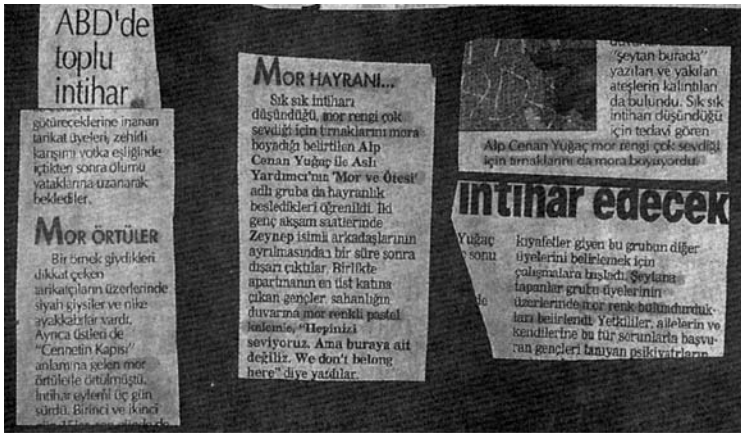 ABD'de
toplu
intihar
götüreceklerine inanan
tarikat üyeleri, zehidi
karışımı votka eşliğinde
içtikten sonra ölümü
yataklarına uzanarak
beklediler.
MOR ÖRTÜLER
Bir örnek giydikleri
dikkat çeken
tarikatçıların üzerlerinde
siyah giysiler ve nike
ayakkabılar vardı.
Ayrıca üstleri de
"Cennetin Kapısı"
anlamına gelen mor
örtülerle örtülmüştü.
İntihar eylemi üç gün
sürdü. Birinci ve ikinci
MOR HAYRANI...
Sık sık intiharı
düşündüğü, mor rengi çok
sevdiği için tırnaklarını mora
boyadığı belirtilen Alp
Cenan Yuğaç ile Aslı
Yardımcı'nın 'Mor ve Ötesi'
adlı gruba da hayranlık
besledikleri öğrenildi. İki
genç akşam saatlerinde
Zeynep isimli arkadaşlarının
ayrılmasından bir süre sonra
dışarı çıktılar. Birlikte
apartmanın en üst katına
çıkan gençler, sahanlığın
duvarına mor renkli pastel
kalemle, "Hepinizi
seviyoruz. Ama buraya ait
değiliz. We don't belong
here" diye yazdılar.
"şeytan burada"
yazıları ve yakılan
ateşlerin kalıntıları
da bulundu. Sık sık
intiharı düşündüğü
için tedavi gören
Alp Cenan Yuğaç mor rengi çok sevdiği
için tırnaklarını da mora boyuyordu.
intihar edecek
Yuğaç
sonu
de
kıyafetler giyen bu grubun diğer
üyelerini belirlemek için
çalışmalara başladı. Şeytana
tapanlar grubu üyelerinin
üzerlerinde mor renk bulundurduk-
ları belirlendi. Yetkililer, ailelerin ve
kendilerine bu tür sorunlarla başvu-
ran gençleri tanıyan psikiyatrların